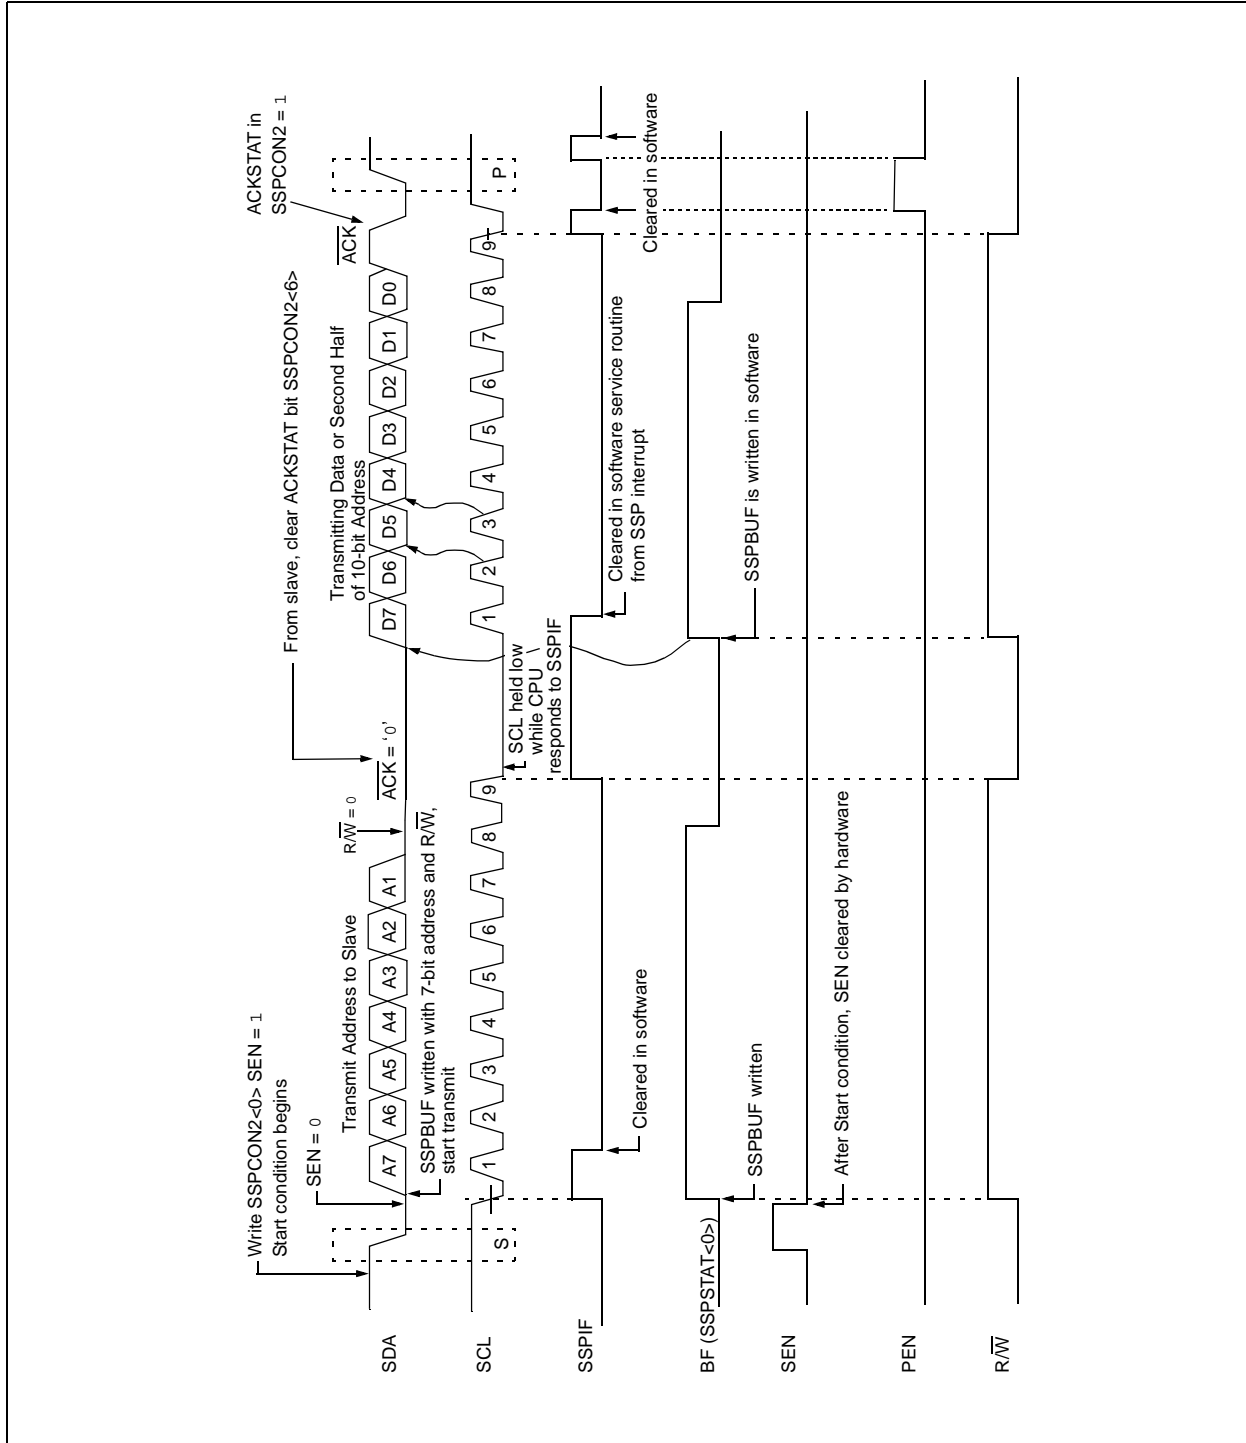 Write SSPCON2<0> SEN = 1
Start condition begins
SEN = 0
Transmit Address to Slave
R/W = 0
From slave, clear ACKSTAT bit SSPCON2<6>
ACK = '0'
Transmitting Data or Second Half
of 10-bit Address
ACK
ACKSTAT in
SSPCON2 = 1
SDA
A7 A6 A5 A4 A3 A2 A1
D7 D6 D5 D4 D3 D2 D1 D0
SSPBUF written with 7-bit address and R/W,
start transmit
SCL
S
1 2 3 4 5 6 7 8 9
1 2 3 4 5 6 7 8 9
P
SCL held low
while CPU
responds to SSPIF
SSPIF
Cleared in software
Cleared in software service routine
from SSP interrupt
Cleared in software
BF (SSPSTAT<0>)
SSPBUF written
SSPBUF is written in software
SEN
After Start condition, SEN cleared by hardware
PEN
R/W